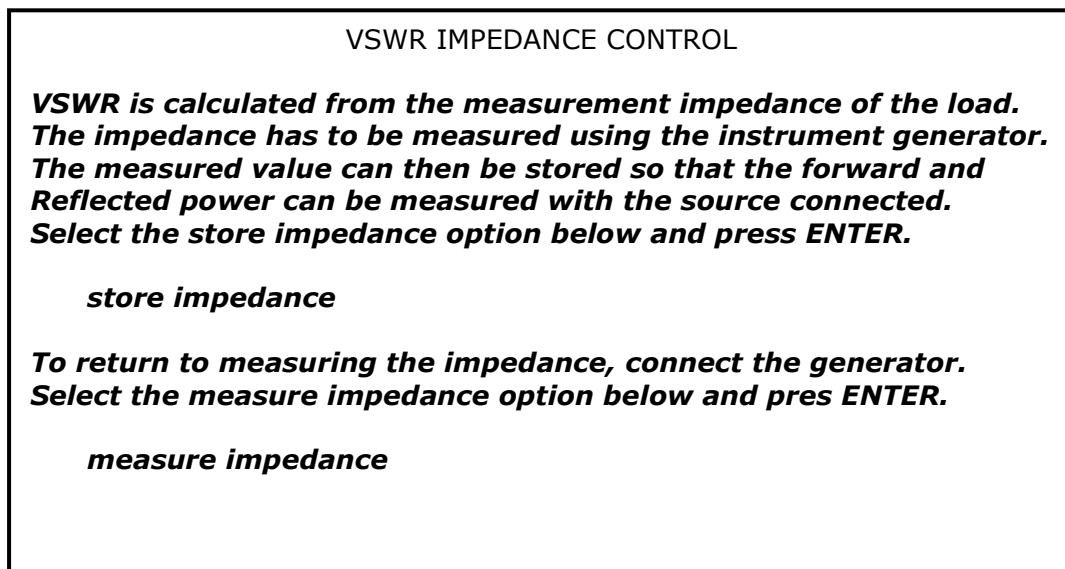 VSWR IMPEDANCE CONTROL
VSWR is calculated from the measurement impedance of the load.
The impedance has to be measured using the instrument generator.
The measured value can then be stored so that the forward and
Reflected power can be measured with the source connected.
Select the store impedance option below and press ENTER.
store impedance
To return to measuring the impedance, connect the generator.
Select the measure impedance option below and pres ENTER.
measure impedance